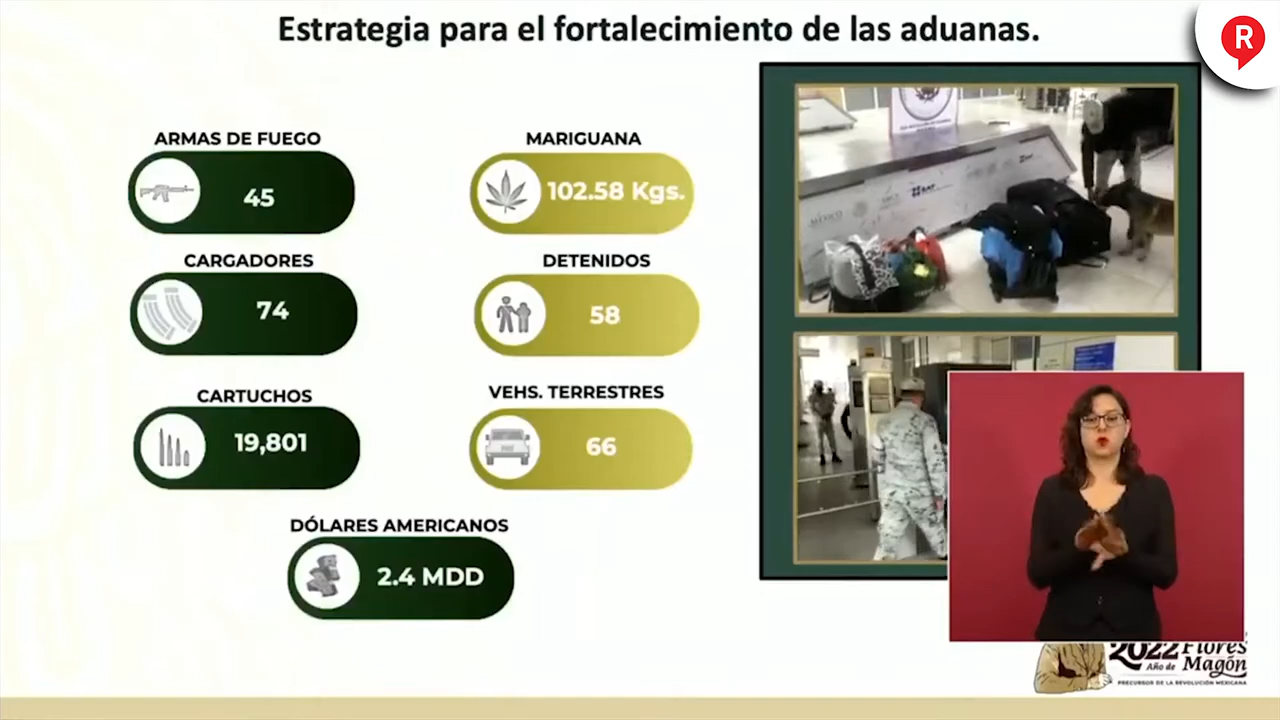 Estrategia para el fortalecimiento de las aduanas.
R
ARMAS DE FUEGO
45
MARIGUANA
102.58 Kgs.
CARGADORES
74
DETENIDOS
58
CARTUCHOS
19,801
VEHS. TERRESTRES
66
DÓLARES AMERICANOS
2.4 MDD
MÉXICO
SAT
2022 Flores
Año de Magón
PRECURSOR DE LA REVOLUCIÓN MEXICANA